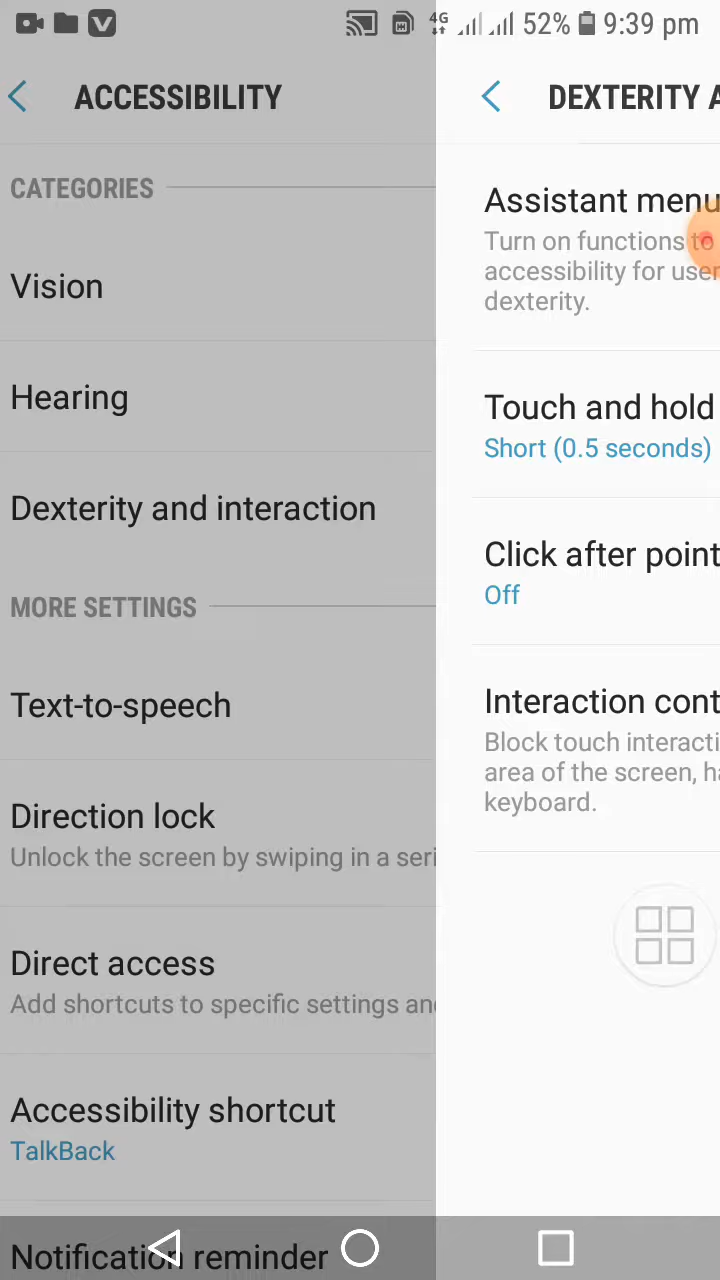 4G 52% 9:39 pm
ACCESSIBILITY
CATEGORIES
Vision
Hearing
Dexterity and interaction
MORE SETTINGS
Text-to-speech
Direction lock
Unlock the screen by swiping in a seri
Direct access
Add shortcuts to specific settings an
Accessibility shortcut
TalkBack
Notification reminder
DEXTERITY A
Assistant menu
Turn on functions to
accessibility for user
dexterity.
Touch and hold
Short (0.5 seconds)
Click after point
Off
Interaction cont
Block touch interacti
area of the screen, ha
keyboard.